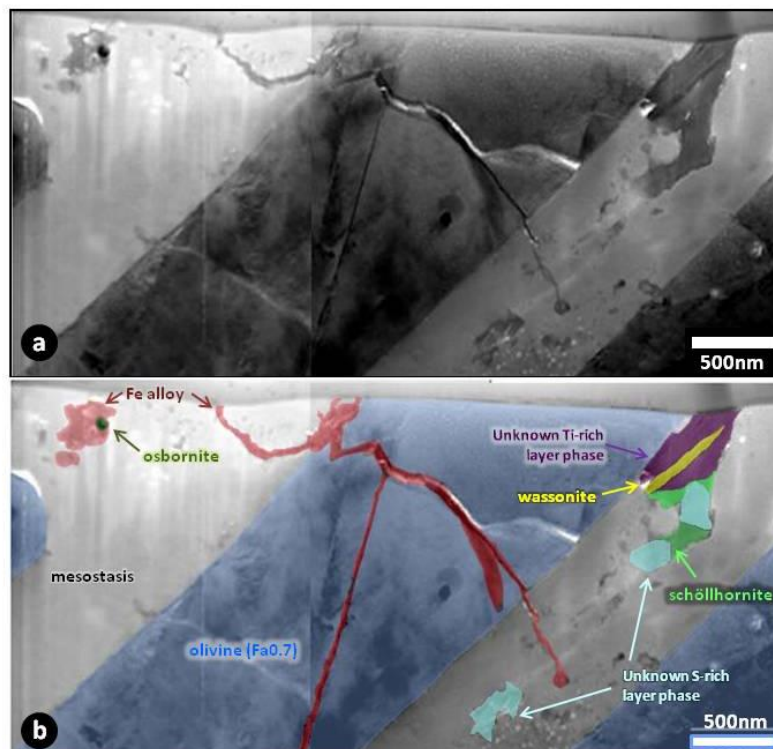 a
500nm
Fe alloy
osbornite
Unknown Ti-rich
layer phase
wassonite
mesostasis
schöllhornite
olivine (Fa0.7)
Unknown S-rich
layer phase
b
500nm